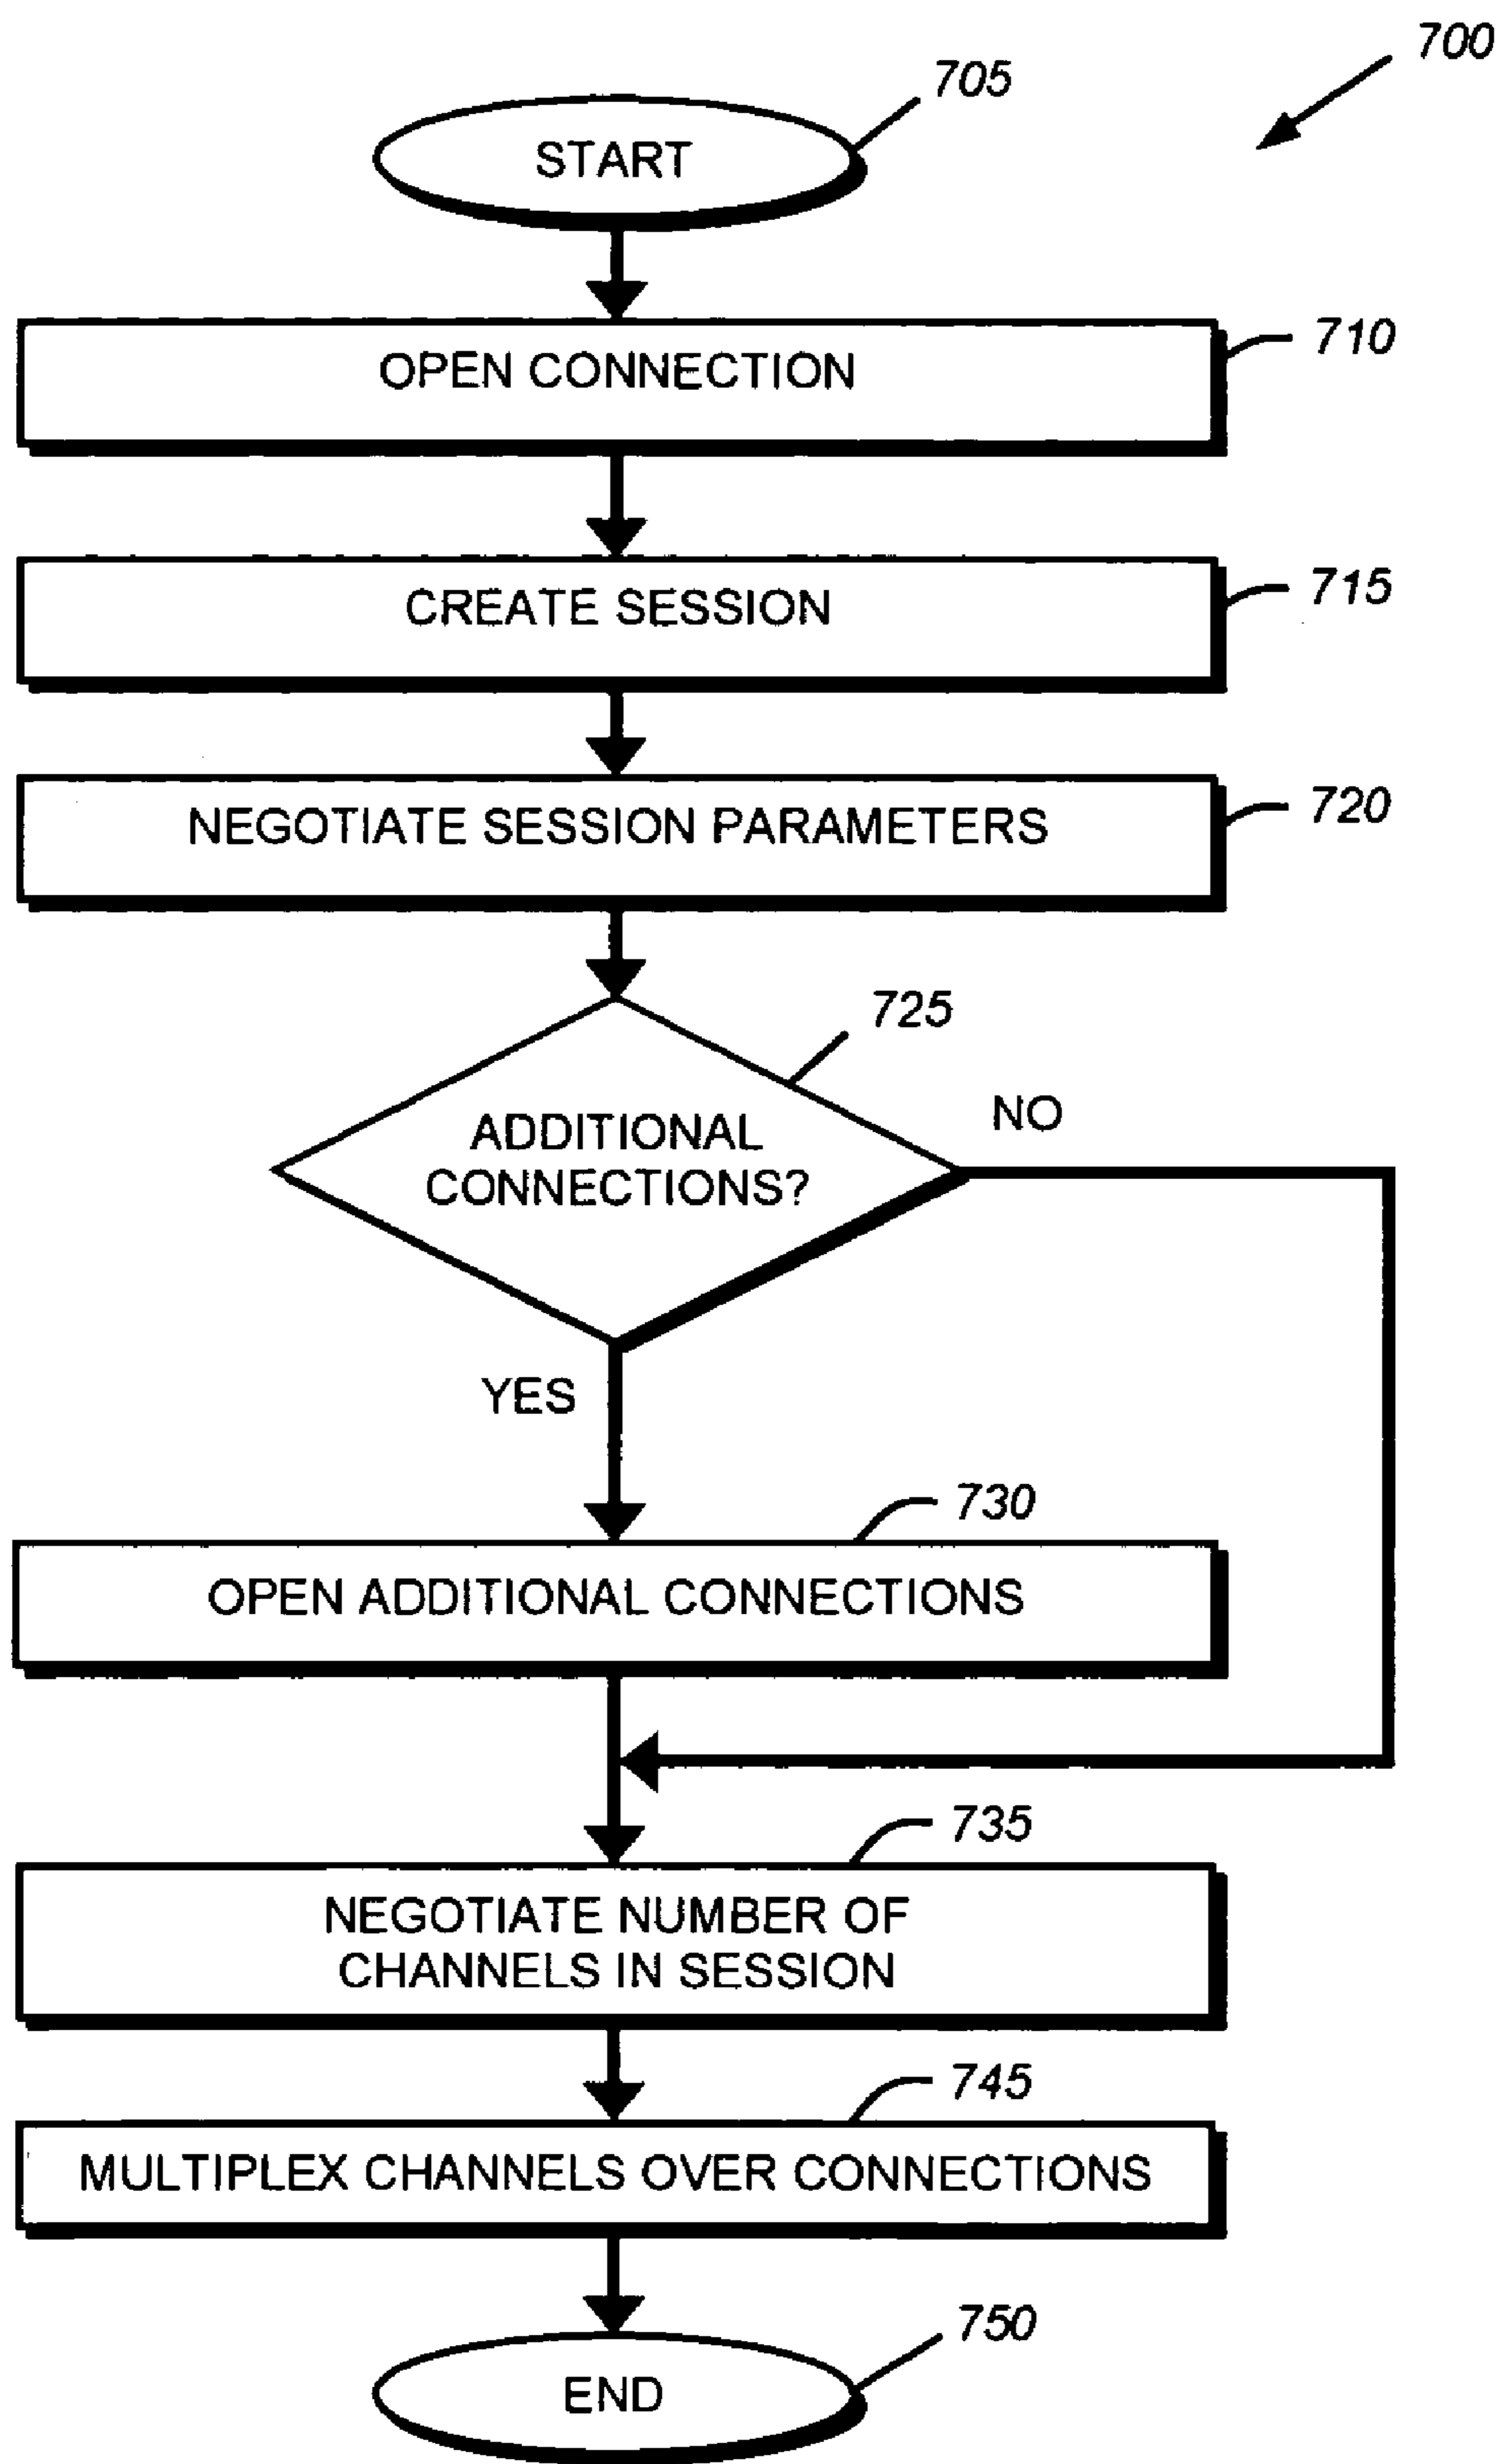 700
705
START
710
OPEN CONNECTION
715
CREATE SESSION
720
NEGOTIATE SESSION PARAMETERS
725
ADDITIONAL
CONNECTIONS?
NO
YES
730
OPEN ADDITIONAL CONNECTIONS
735
NEGOTIATE NUMBER OF
CHANNELS IN SESSION
745
MULTIPLEX CHANNELS OVER CONNECTIONS
750
END